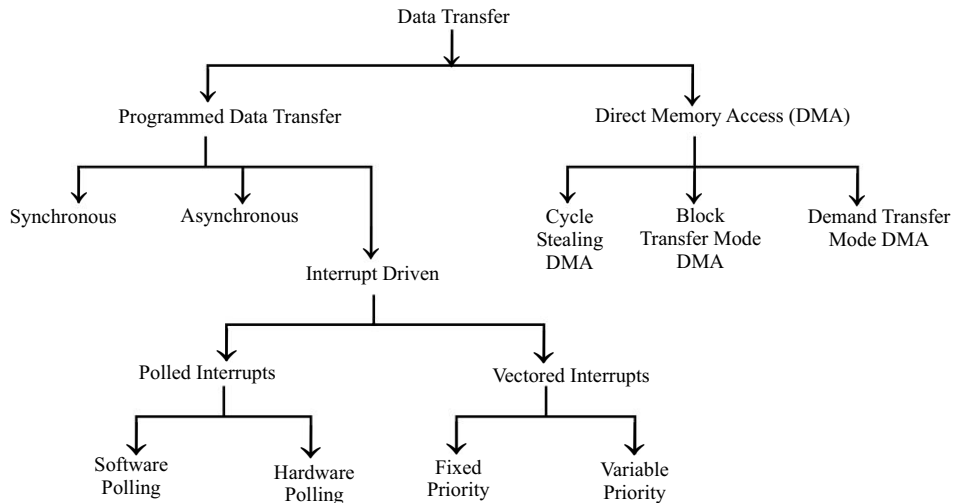 Data Transfer
Programmed Data Transfer
Direct Memory Access (DMA)
Synchronous
Asynchronous
Cycle
Stealing
DMA
Block
Transfer Mode
DMA
Demand Transfer
Mode DMA
Interrupt Driven
Polled Interrupts
Vectored Interrupts
Software
Polling
Hardware
Polling
Fixed
Priority
Variable
Priority